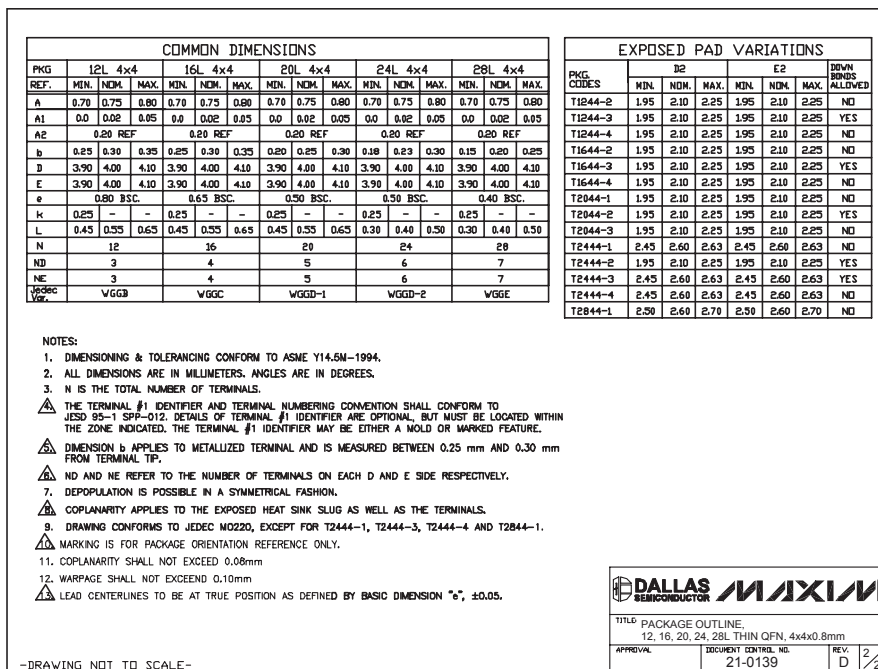 COMMON DIMENSIONS
PKG 12L 4x4 16L 4x4 20L 4x4 24L 4x4 28L 4x4
REF. MIN. NOM. MAX. MIN. NOM. MAX. MIN. NOM. MAX. MIN. NOM. MAX. MIN. NOM. MAX.
A 0.70 0.75 0.80 0.70 0.75 0.80 0.70 0.75 0.80 0.70 0.75 0.80 0.70 0.75 0.80
A1 0.0 0.02 0.05 0.0 0.02 0.05 0.0 0.02 0.05 0.0 0.02 0.05 0.0 0.02 0.05
A2 0.20 REF 0.20 REF 0.20 REF 0.20 REF 0.20 REF
b 0.25 0.30 0.35 0.25 0.30 0.35 0.20 0.25 0.30 0.18 0.23 0.30 0.15 0.20 0.25
D 3.90 4.00 4.10 3.90 4.00 4.10 3.90 4.00 4.10 3.90 4.00 4.10 3.90 4.00 4.10
E 3.90 4.00 4.10 3.90 4.00 4.10 3.90 4.00 4.10 3.90 4.00 4.10 3.90 4.00 4.10
e 0.80 BSC. 0.65 BSC. 0.50 BSC. 0.50 BSC. 0.40 BSC.
k 0.25 - - 0.25 - - 0.25 - - 0.25 - - 0.25 - -
L 0.45 0.55 0.65 0.45 0.55 0.65 0.45 0.55 0.65 0.30 0.40 0.50 0.30 0.40 0.50
N 12 16 20 24 28
ND 3 4 5 6 7
NE 3 4 5 6 7
Jedec Var. WGGB WGGC WGGD-1 WGGD-2 WGGE
EXPOSED PAD VARIATIONS
PKG. CODES D2 E2 DOWN BONDS ALLOWED
MIN. NOM. MAX. MIN. NOM. MAX.
T1244-2 1.95 2.10 2.25 1.95 2.10 2.25 NO
T1244-3 1.95 2.10 2.25 1.95 2.10 2.25 YES
T1244-4 1.95 2.10 2.25 1.95 2.10 2.25 NO
T1644-2 1.95 2.10 2.25 1.95 2.10 2.25 NO
T1644-3 1.95 2.10 2.25 1.95 2.10 2.25 YES
T1644-4 1.95 2.10 2.25 1.95 2.10 2.25 NO
T2044-1 1.95 2.10 2.25 1.95 2.10 2.25 NO
T2044-2 1.95 2.10 2.25 1.95 2.10 2.25 YES
T2044-3 1.95 2.10 2.25 1.95 2.10 2.25 NO
T2444-1 2.45 2.60 2.63 2.45 2.60 2.63 NO
T2444-2 1.95 2.10 2.25 1.95 2.10 2.25 YES
T2444-3 2.45 2.60 2.63 2.45 2.60 2.63 YES
T2444-4 2.45 2.60 2.63 2.45 2.60 2.63 NO
T2844-1 2.50 2.60 2.70 2.50 2.60 2.70 NO
NOTES:
1. DIMENSIONING & TOLERANCING CONFORM TO ASME Y14.5M-1994.
2. ALL DIMENSIONS ARE IN MILLIMETERS. ANGLES ARE IN DEGREES.
3. N IS THE TOTAL NUMBER OF TERMINALS.
4. THE TERMINAL #1 IDENTIFIER AND TERMINAL NUMBERING CONVENTION SHALL CONFORM TO
JESD 95-1 SPP-012. DETAILS OF TERMINAL #1 IDENTIFIER ARE OPTIONAL, BUT MUST BE LOCATED WITHIN
THE ZONE INDICATED. THE TERMINAL #1 IDENTIFIER MAY BE EITHER A MOLD OR MARKED FEATURE.
5. DIMENSION b APPLIES TO METALLIZED TERMINAL AND IS MEASURED BETWEEN 0.25 mm AND 0.30 mm
FROM TERMINAL TIP.
6. ND AND NE REFER TO THE NUMBER OF TERMINALS ON EACH D AND E SIDE RESPECTIVELY.
7. DEPOPULATION IS POSSIBLE IN A SYMMETRICAL FASHION.
8. COPLANARITY APPLIES TO THE EXPOSED HEAT SINK SLUG AS WELL AS THE TERMINALS.
9. DRAWING CONFORMS TO JEDEC MO220, EXCEPT FOR T2444-1, T2444-3, T2444-4 AND T2844-1.
10. MARKING IS FOR PACKAGE ORIENTATION REFERENCE ONLY.
11. COPLANARITY SHALL NOT EXCEED 0.08mm
12. WARPAGE SHALL NOT EXCEEND 0.10mm
13. LEAD CENTERLINES TO BE AT TRUE POSITION AS DEFINED BY BASIC DIMENSION "e", ±0.05.
DALLAS SEMICONDUCTOR MAXIM
TITLE: PACKAGE OUTLINE,
12, 16, 20, 24, 28L THIN QFN, 4x4x0.8mm
APPROVAL DOCUMENT CONTROL NO. REV.
21-0139 D 2/2
-DRAWING NOT TO SCALE-